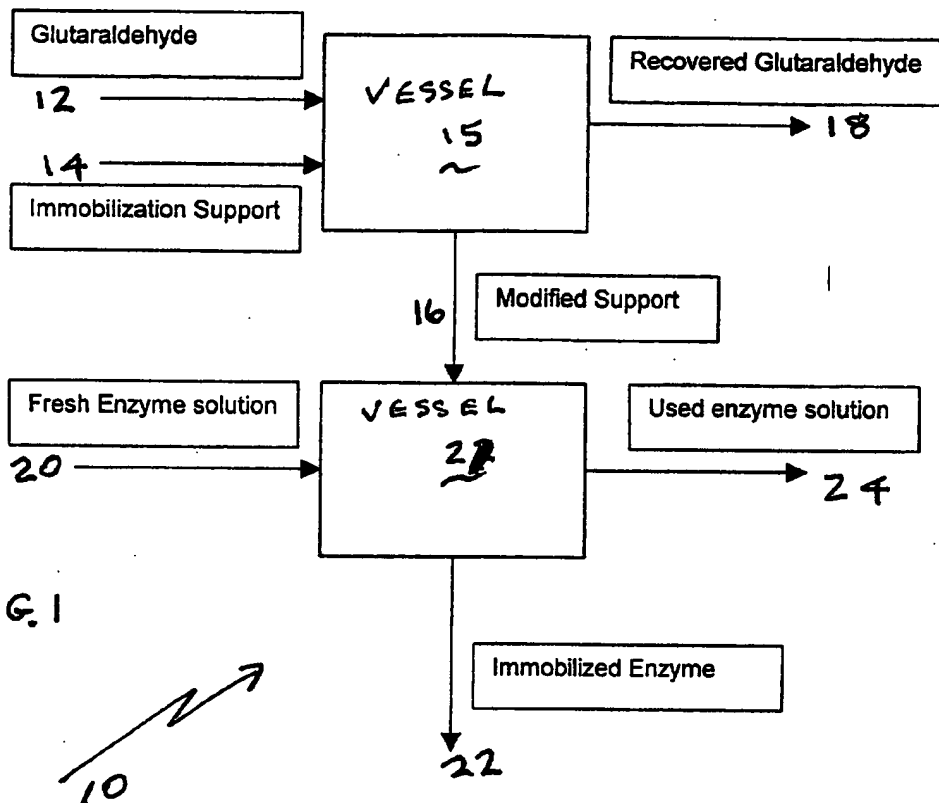 Glutaraldehyde
12
14
Immobilization Support
VESSEL
15
Recovered Glutaraldehyde
18
16
Modified Support
Fresh Enzyme solution
20
VESSEL
Used enzyme solution
24
G. 1
10
Immobilized Enzyme
22